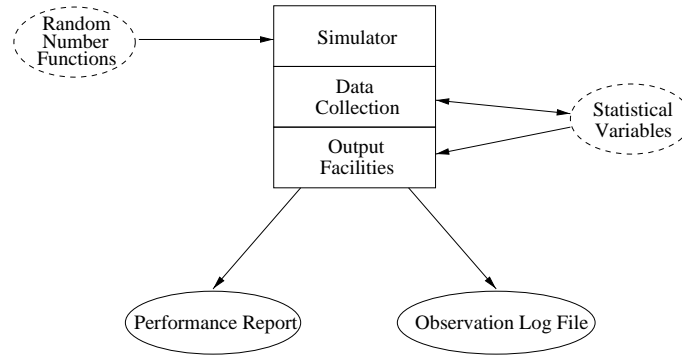 Random
Number
Functions
Simulator
Data
Collection
Statistical
Variables
Output
Facilities
Performance Report
Observation Log File